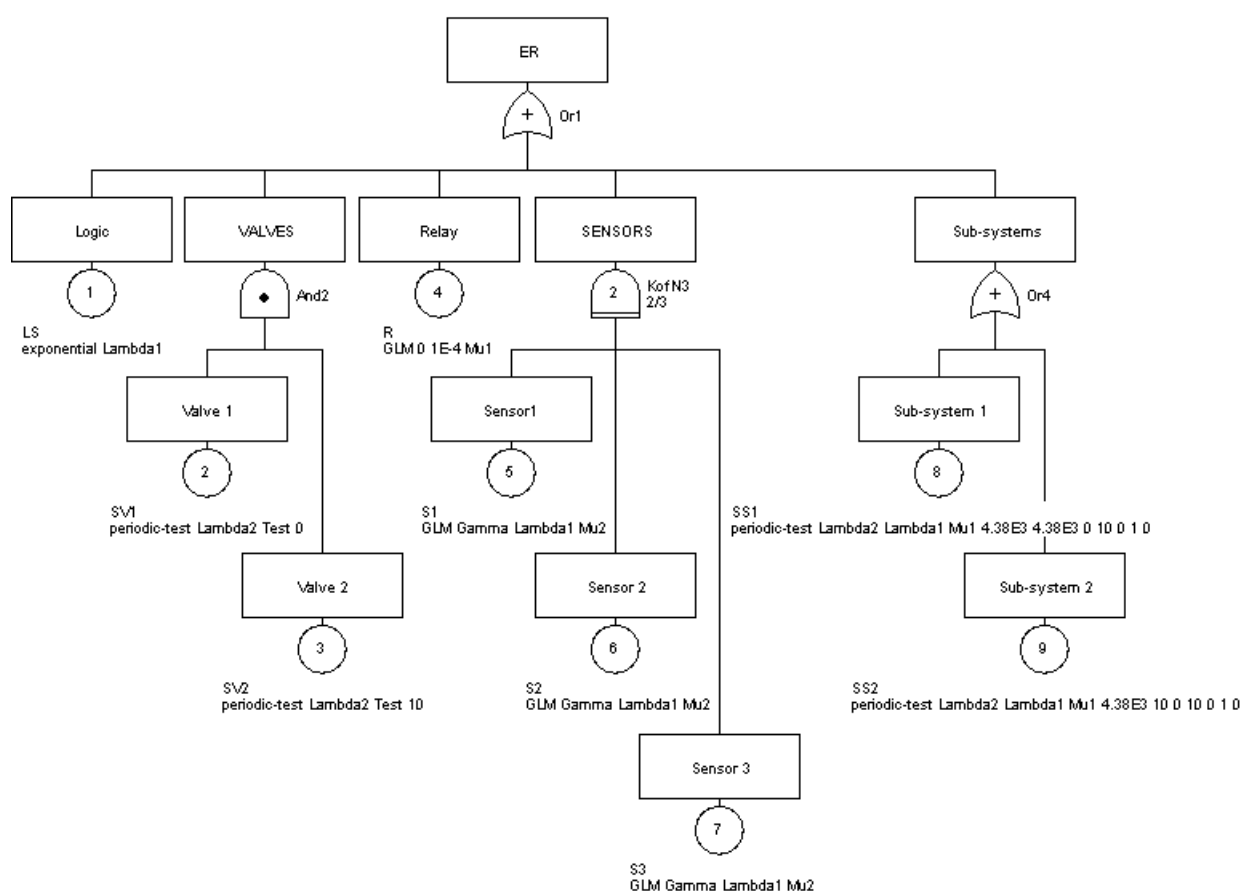 ER
+
Or1
Logic
VALVES
Relay
SENSORS
Sub-systems
1
And2
4
2
KofN3
2/3
+
Or4
LS
exponential Lambda1
R
GLM 0 1E-4 Mu1
Valve 1
Sensor1
Sub-system 1
2
5
8
SV1
periodic-test Lambda2 Test 0
S1
GLM Gamma Lambda1 Mu2
SS1
periodic-test Lambda2 Lambda1 Mu1 4.38E3 4.38E3 0 10 0 1 0
Valve 2
Sensor 2
Sub-system 2
3
6
9
SV2
periodic-test Lambda2 Test 10
S2
GLM Gamma Lambda1 Mu2
SS2
periodic-test Lambda2 Lambda1 Mu1 4.38E3 10 0 10 0 1 0
Sensor 3
7
S3
GLM Gamma Lambda1 Mu2